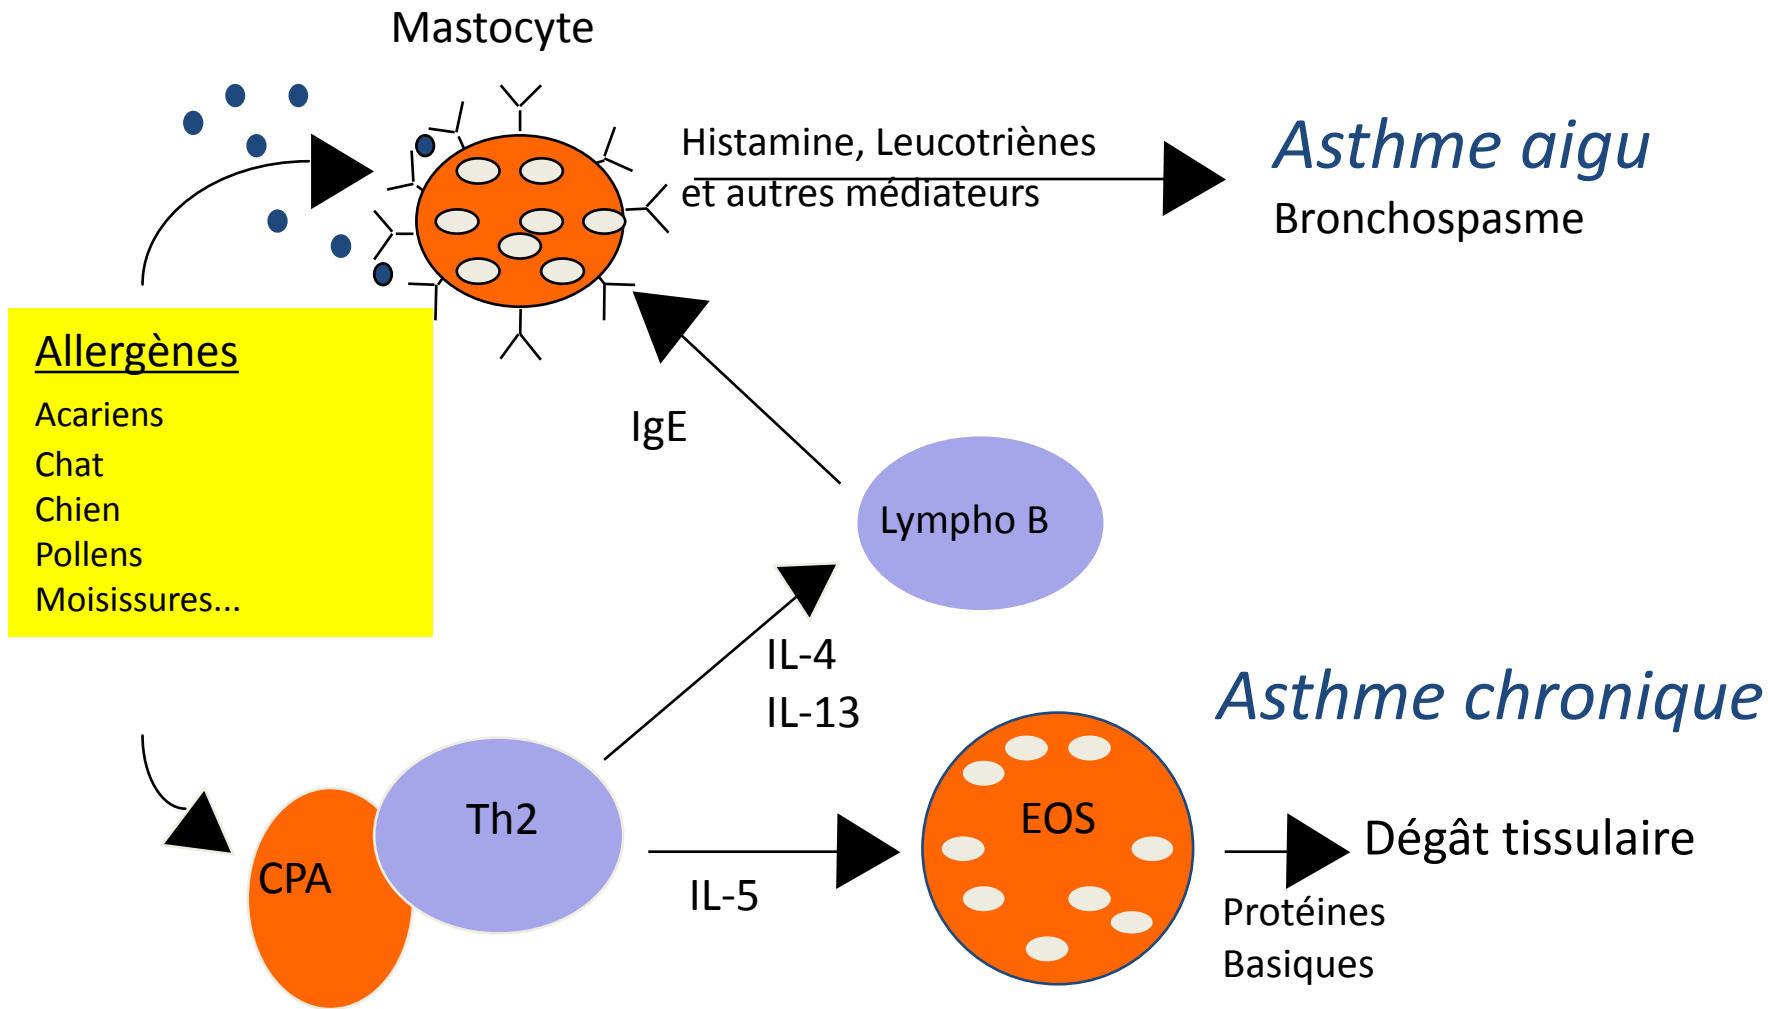 Mastocyte
Histamine, Leucotriènes
et autres médiateurs
Asthme aigu
Bronchospasme
Allergènes
Acariens
Chat
Chien
Pollens
Moisissures...
IgE
Lympho B
IL-4
IL-13
Asthme chronique
Th2
CPA
IL-5
EOS
Dégât tissulaire
Protéines
Basiques